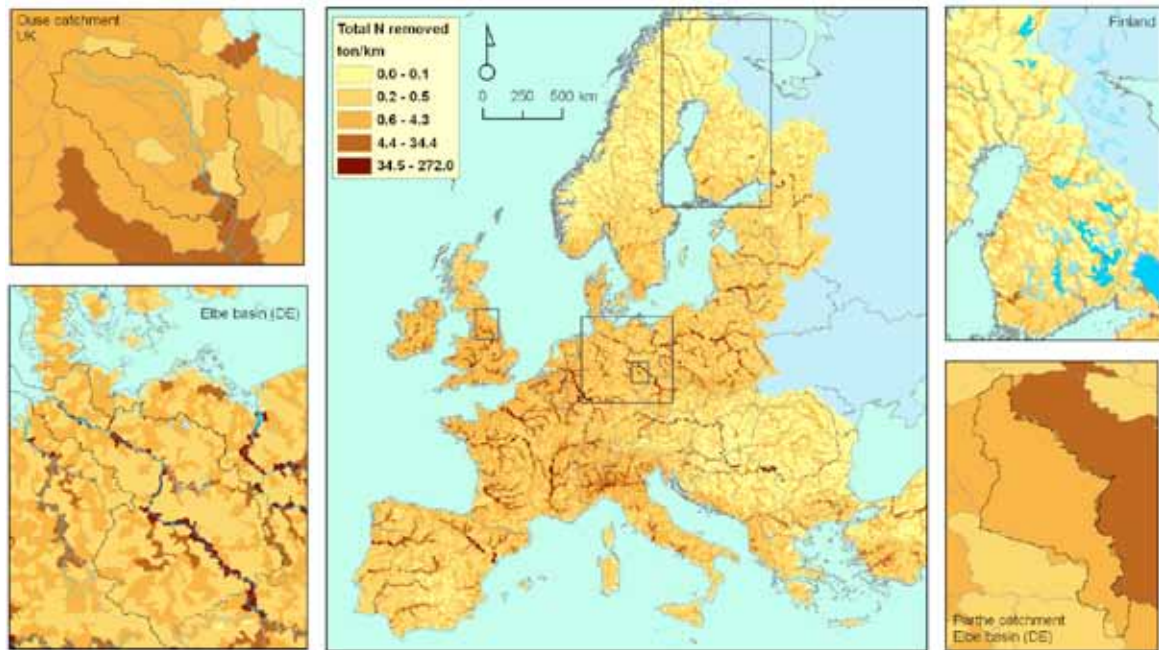 Ouse catchment
UK
Total N removed
ton/km
0.0 - 0.1
0.2 - 0.5
0.6 - 4.3
4.4 - 34.4
34.5 - 272.0
0 250 500 km
Finland
Elbe basin (DE)
Parthe catchment
Elbe basin (DE)